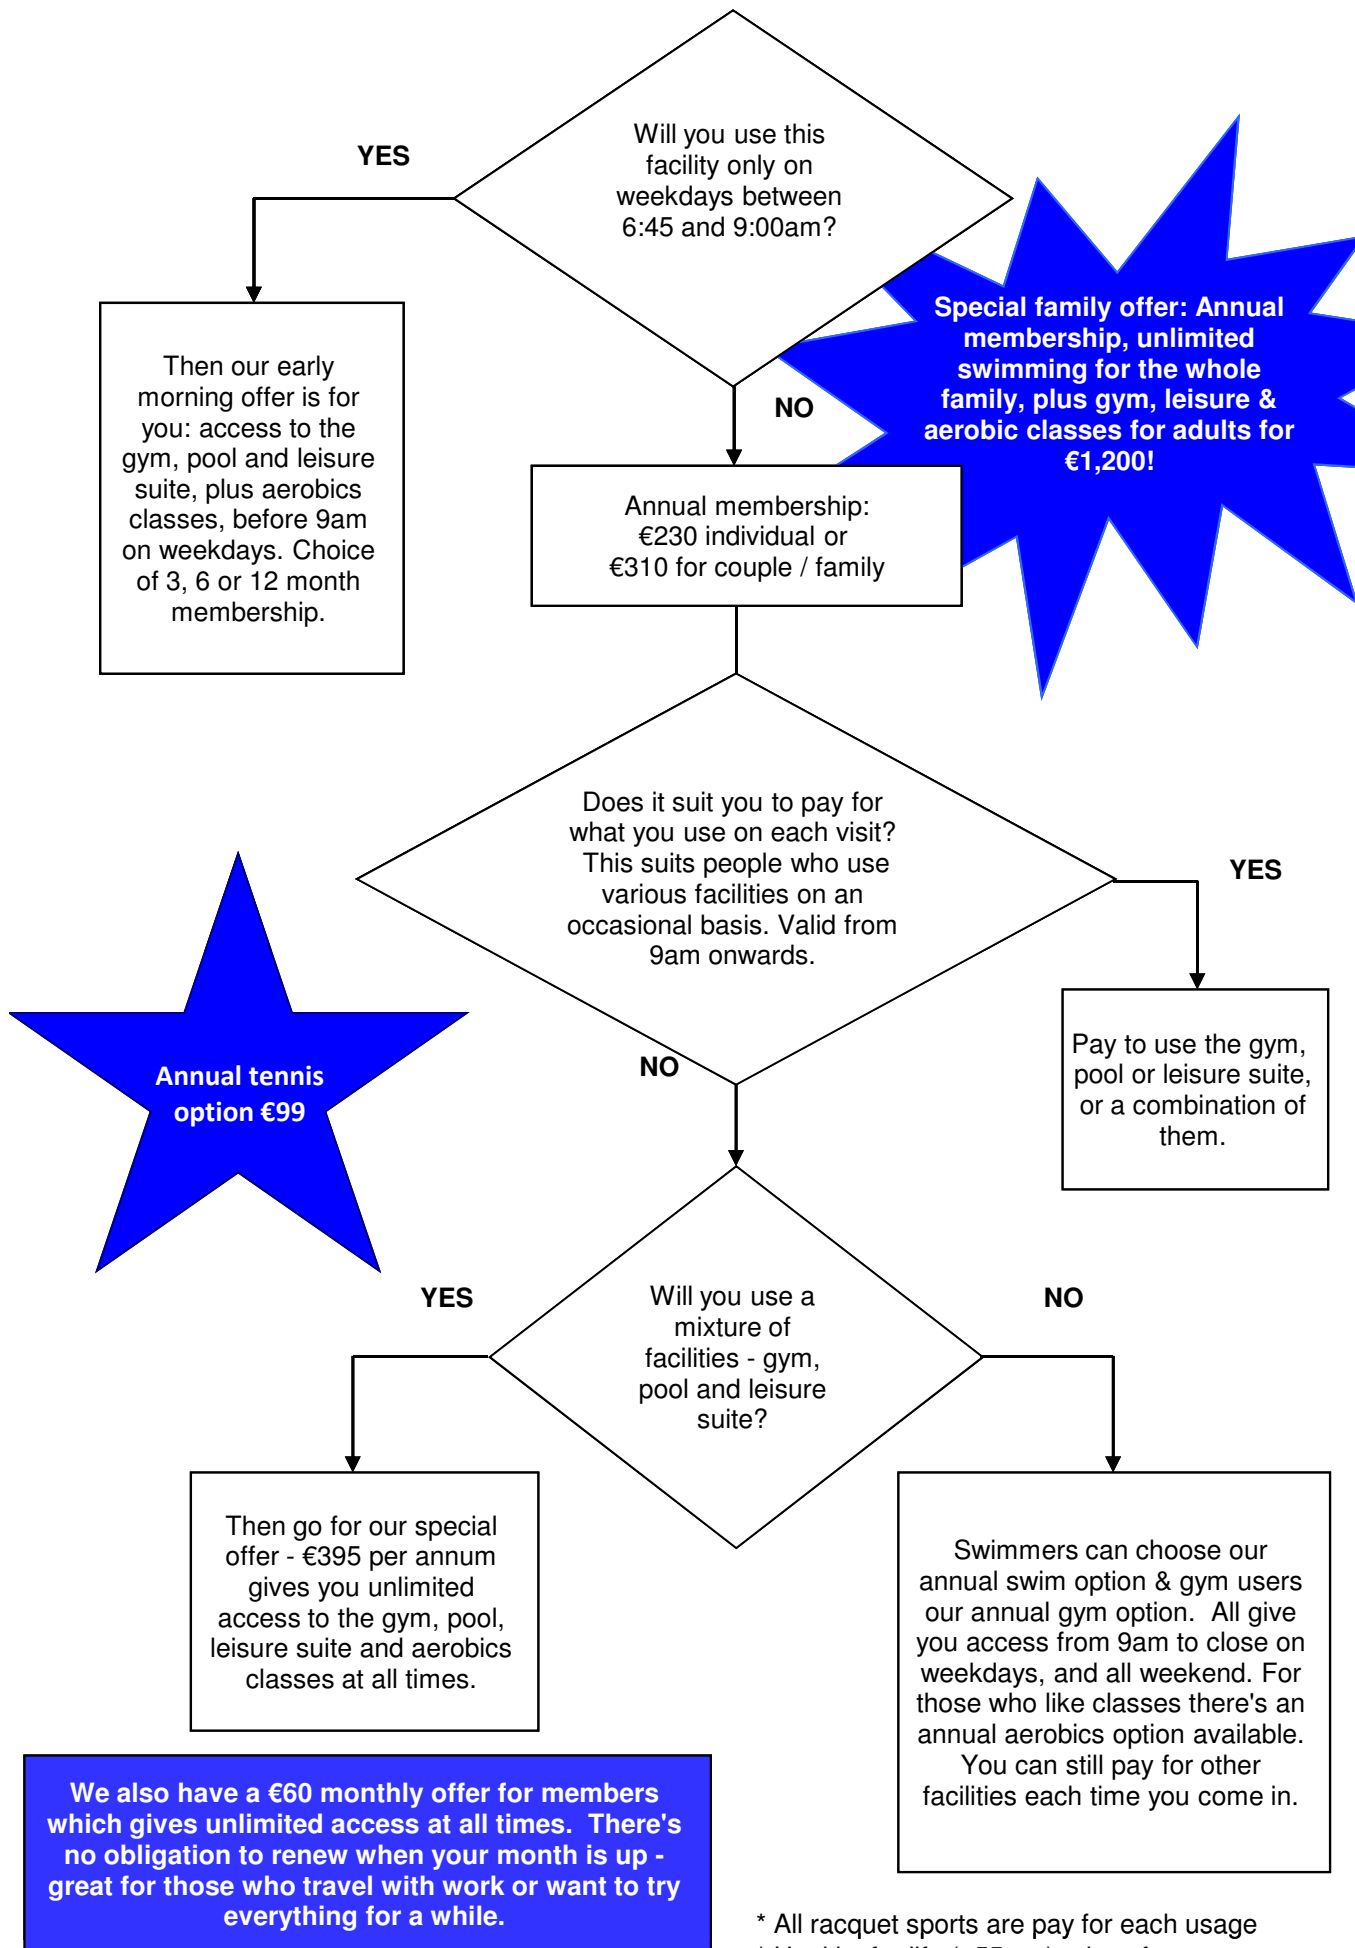 Will you use this
facility only on
weekdays between
6:45 and 9:00am?
YES
Special family offer: Annual
membership, unlimited
swimming for the whole
family, plus gym, leisure &
aerobic classes for adults for
€1,200!
Then our early
morning offer is for
you: access to the
gym, pool and leisure
suite, plus aerobics
classes, before 9am
on weekdays. Choice
of 3, 6 or 12 month
membership.
NO
Annual membership:
€230 individual or
€310 for couple / family
Does it suit you to pay for
what you use on each visit?
This suits people who use
various facilities on an
occasional basis. Valid from
9am onwards.
YES
Pay to use the gym,
pool or leisure suite,
or a combination of
them.
Annual tennis
option €99
NO
Will you use a
mixture of
facilities - gym,
pool and leisure
suite?
YES
NO
Then go for our special
offer - €395 per annum
gives you unlimited
access to the gym, pool,
leisure suite and aerobics
classes at all times.
Swimmers can choose our
annual swim option & gym users
our annual gym option.  All give
you access from 9am to close on
weekdays, and all weekend. For
those who like classes there's an
annual aerobics option available.
You can still pay for other
facilities each time you come in.
We also have a €60 monthly offer for members
which gives unlimited access at all times.  There's
no obligation to renew when your month is up -
great for those who travel with work or want to try
everything for a while.
* All racquet sports are pay for each usage